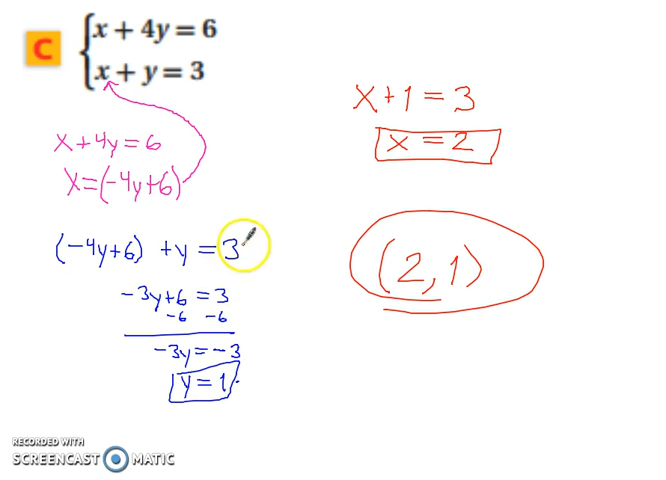 C
x + 4y = 6
x + y = 3
x + 4y = 6
x = (-4y+6)
(-4y+6) + y = 3
-3y+6 = 3
-6 -6
-3y = -3
y = 1.
x + 1 = 3
x = 2
(2, 1)
RECORDED WITH
SCREENCAST MATIC